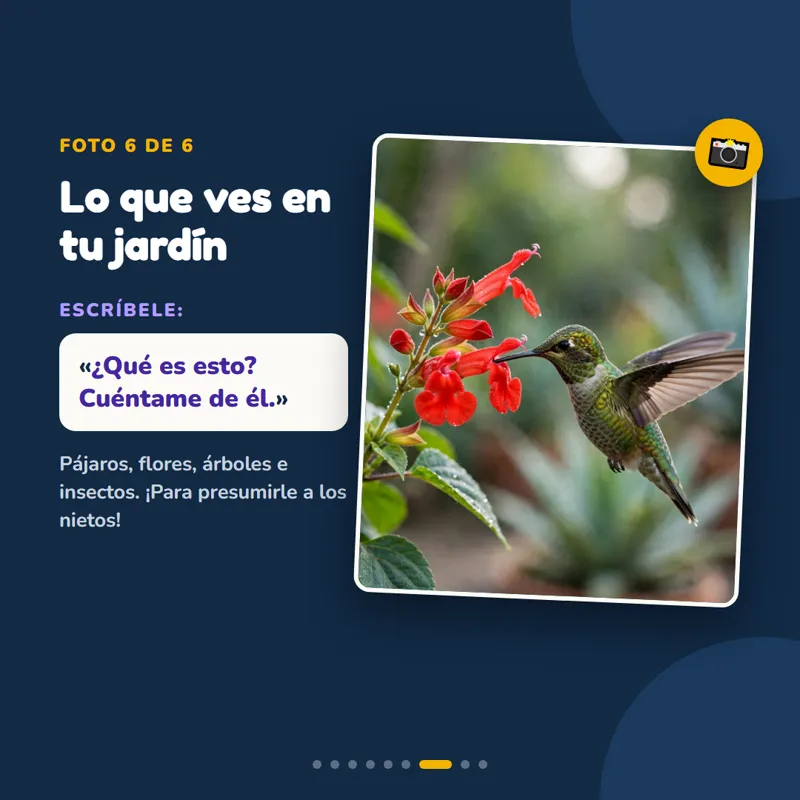 FOTO 6 DE 6
Lo que ves en
tu jardín
ESCRÍBELE:
«¿Qué es esto?
Cuéntame de él.»
Pájaros, flores, árboles e
insectos. ¡Para presumirle a los
nietos!